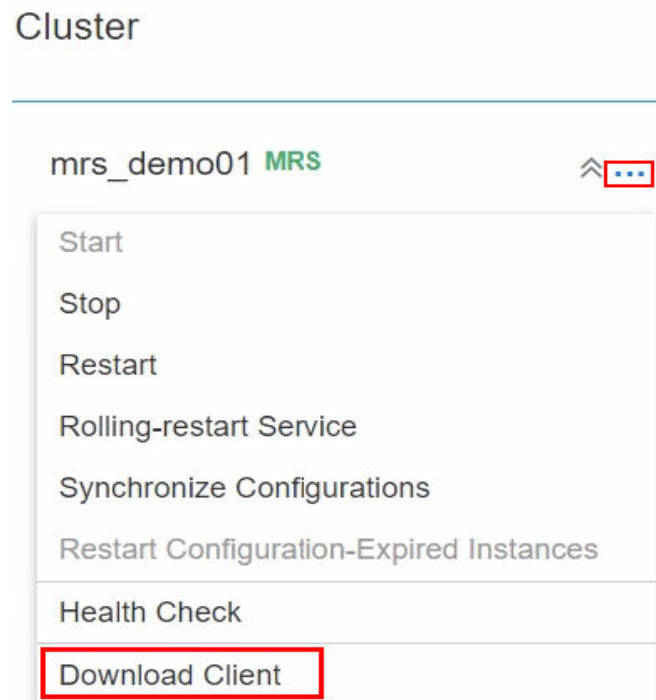 Cluster
mrs_demo01 MRS
Start
Stop
Restart
Rolling-restart Service
Synchronize Configurations
Restart Configuration-Expired Instances
Health Check
Download Client